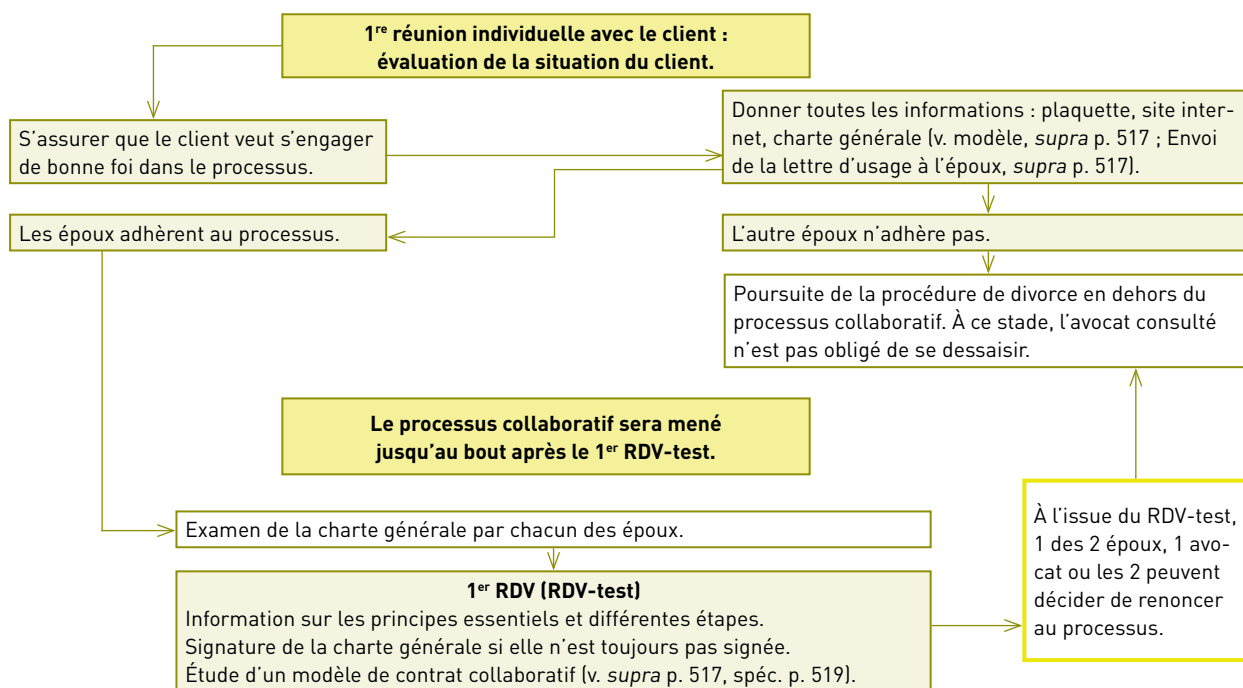 1re réunion individuelle avec le client :
évaluation de la situation du client.
S'assurer que le client veut s'engager
de bonne foi dans le processus.
Donner toutes les informations : plaquette, site inter-
net, charte générale (v. modèle, supra p. 517 ; Envoi
de la lettre d'usage à l'époux, supra p. 517).
Les époux adhèrent au processus.
L'autre époux n'adhère pas.
Poursuite de la procédure de divorce en dehors du
processus collaboratif. À ce stade, l'avocat consulté
n'est pas obligé de se dessaisir.
Le processus collaboratif sera mené
jusqu'au bout après le 1er RDV-test.
Examen de la charte générale par chacun des époux.
1er RDV (RDV-test)
Information sur les principes essentiels et différentes étapes.
Signature de la charte générale si elle n'est toujours pas signée.
Étude d'un modèle de contrat collaboratif (v. supra p. 517, spéc. p. 519).
À l'issue du RDV-test,
1 des 2 époux, 1 avo-
cat ou les 2 peuvent
décider de renoncer
au processus.